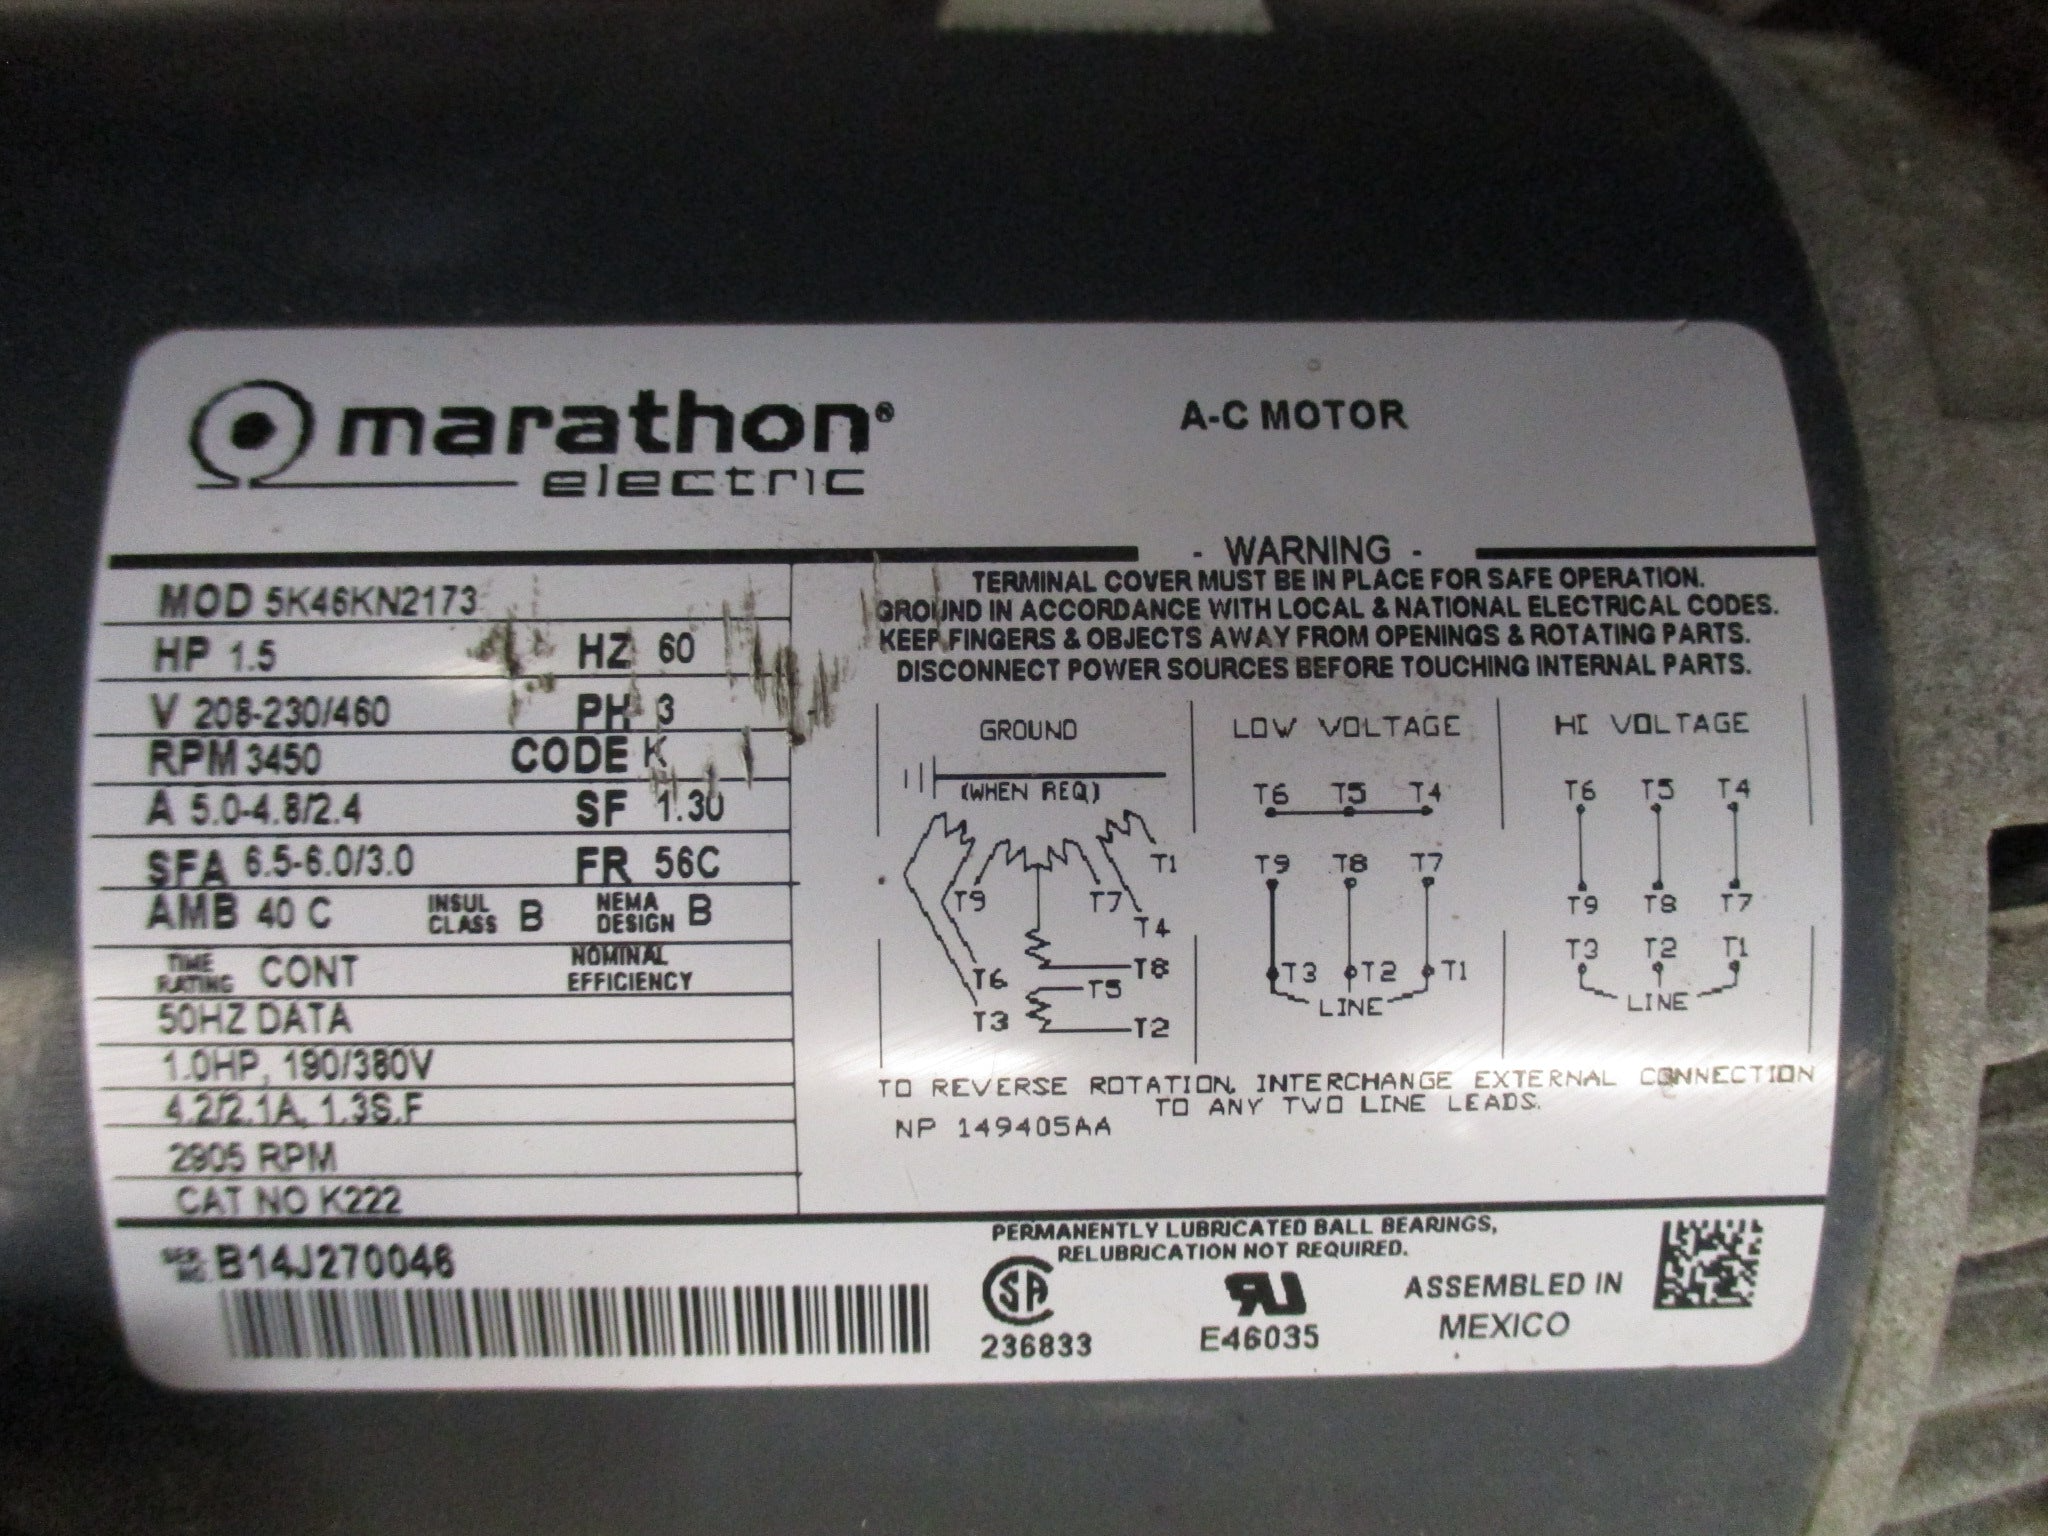 marathon®
electric
A-C MOTOR
MOD 5K46KN2173
HP 1.5 HZ 60
V 208-230/460 PH 3
RPM 3450 CODE K
A 5.0-4.8/2.4 SF 1.30
SFA 6.5-6.0/3.0 FR 56C
AMB 40 C INSUL CLASS B NEMA DESIGN B
TIME RATING CONT NOMINAL EFFICIENCY
50HZ DATA
1.0HP, 190/380V
4.2/2.1A, 1.3S.F
2905 RPM
CAT NO K222
- WARNING -
TERMINAL COVER MUST BE IN PLACE FOR SAFE OPERATION.
GROUND IN ACCORDANCE WITH LOCAL & NATIONAL ELECTRICAL CODES.
KEEP FINGERS & OBJECTS AWAY FROM OPENINGS & ROTATING PARTS.
DISCONNECT POWER SOURCES BEFORE TOUCHING INTERNAL PARTS.
GROUND
(WHEN REQ)
T1
T9 T7
T4
T8
T6 T5
T3 T2
LOW VOLTAGE
T6 T5 T4
T9 T8 T7
T3 T2 T1
LINE
HI VOLTAGE
T6 T5 T4
T9 T8 T7
T3 T2 T1
LINE
TO REVERSE ROTATION, INTERCHANGE EXTERNAL CONNECTION
TO ANY TWO LINE LEADS.
NP 149405AA
SER. NO. B14J270046
PERMANENTLY LUBRICATED BALL BEARINGS,
RELUBRICATION NOT REQUIRED.
SA
236833
RU
E46035
ASSEMBLED IN
MEXICO